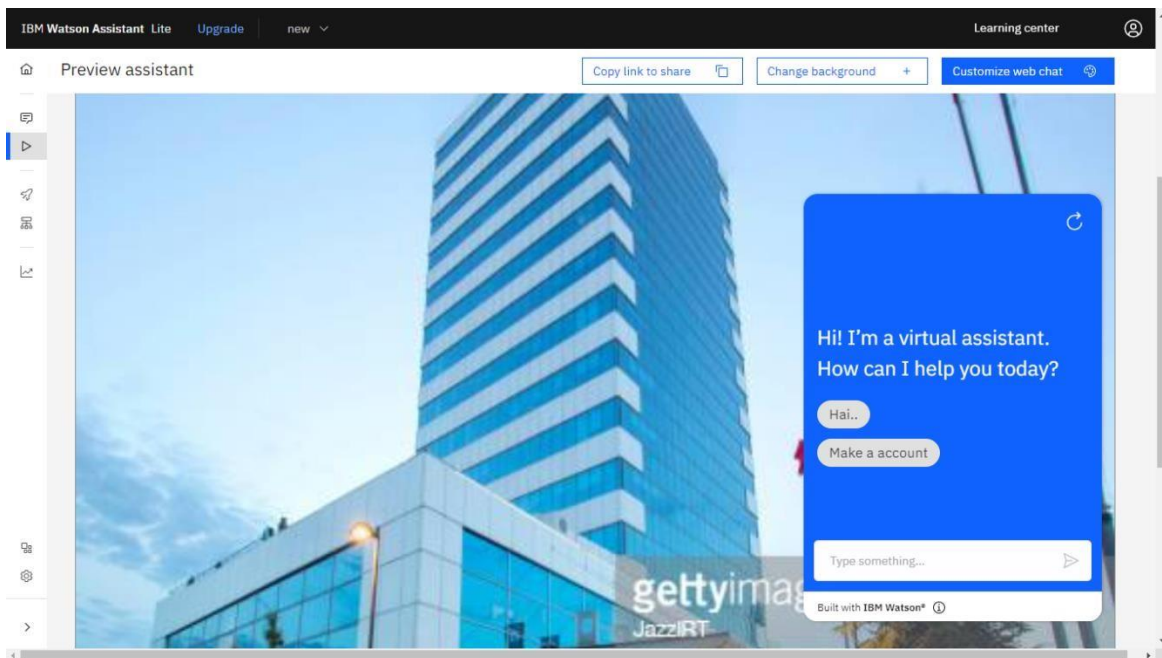 IBM Watson Assistant Lite Upgrade new Learning center
Preview assistant Copy link to share Change background + Customize web chat
Hi! I'm a virtual assistant.
How can I help you today?
Hai..
Make a account
Type something...
Built with IBM Watson®
gettyimag
JazzIRT